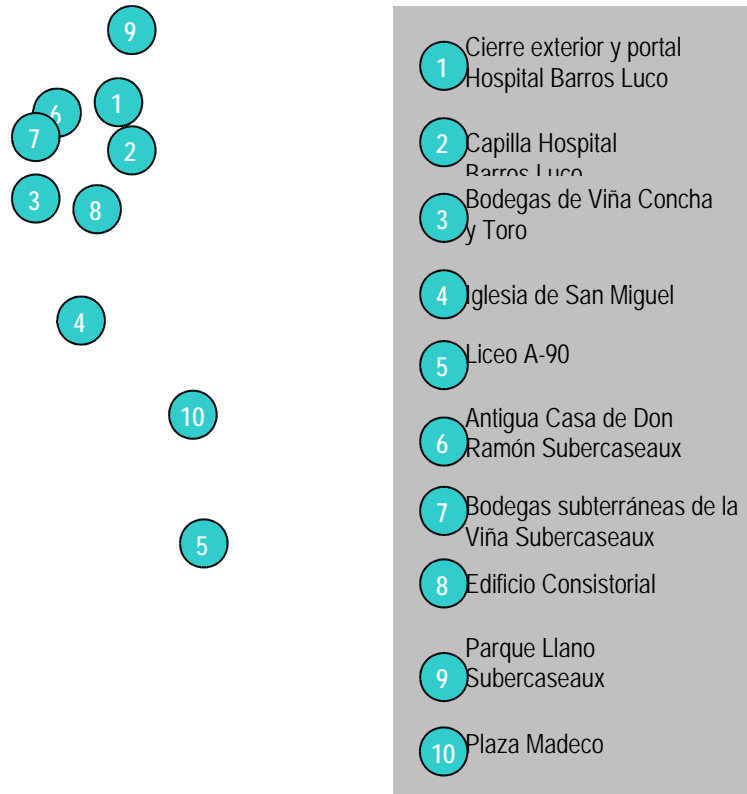 9
1
6
7
2
3
8
4
10
5
1 Cierre exterior y portal
Hospital Barros Luco
2 Capilla Hospital
Barros Luco
3 Bodegas de Viña Concha
y Toro
4 Iglesia de San Miguel
5 Liceo A-90
6 Antigua Casa de Don
Ramón Subercaseaux
7 Bodegas subterráneas de la
Viña Subercaseaux
8 Edificio Consistorial
9 Parque Llano
Subercaseaux
10 Plaza Madeco